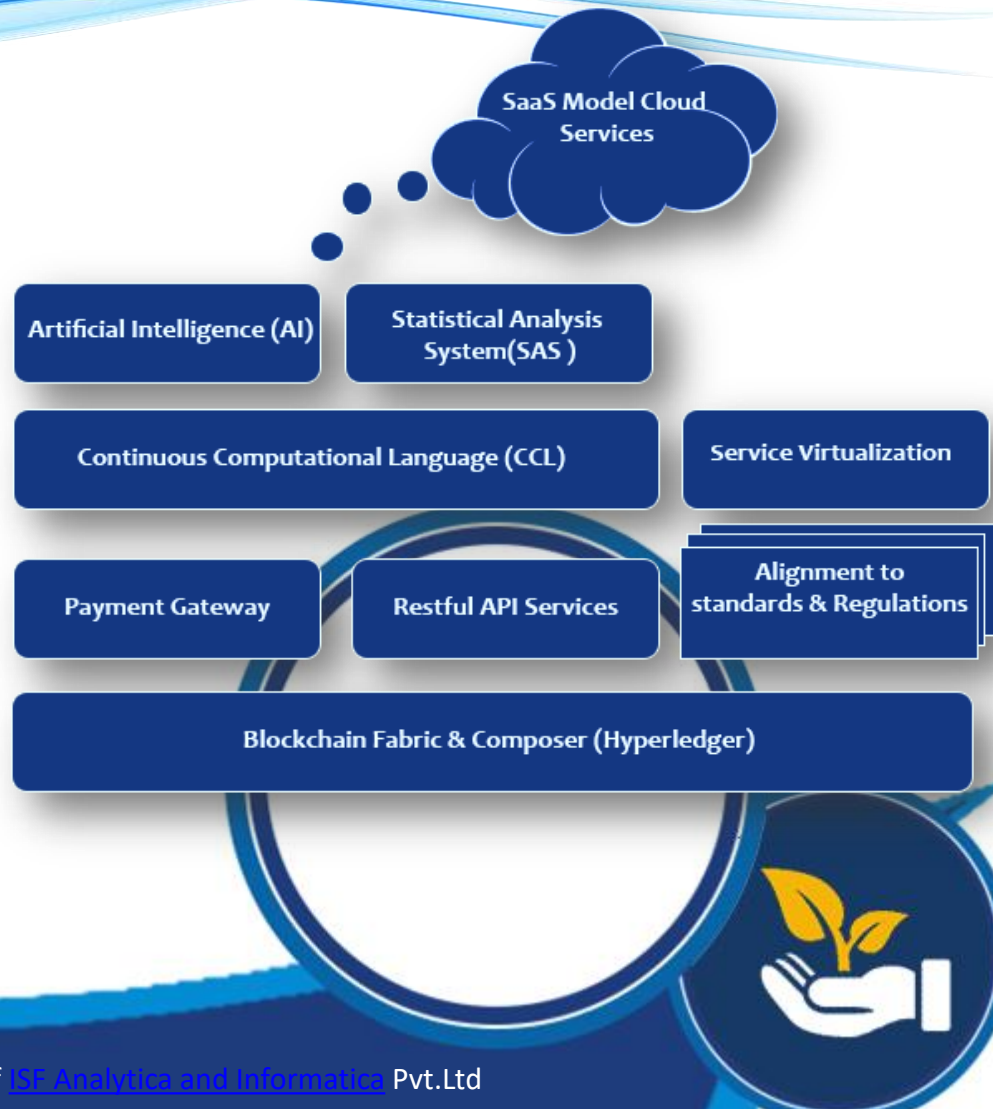 SaaS Model Cloud
Services
Artificial Intelligence (AI)
Statistical Analysis
System(SAS )
Continuous Computational Language (CCL)
Service Virtualization
Payment Gateway
Restful API Services
Alignment to
standards & Regulations
Blockchain Fabric & Composer (Hyperledger)
ISF Analytica and Informatica Pvt.Ltd